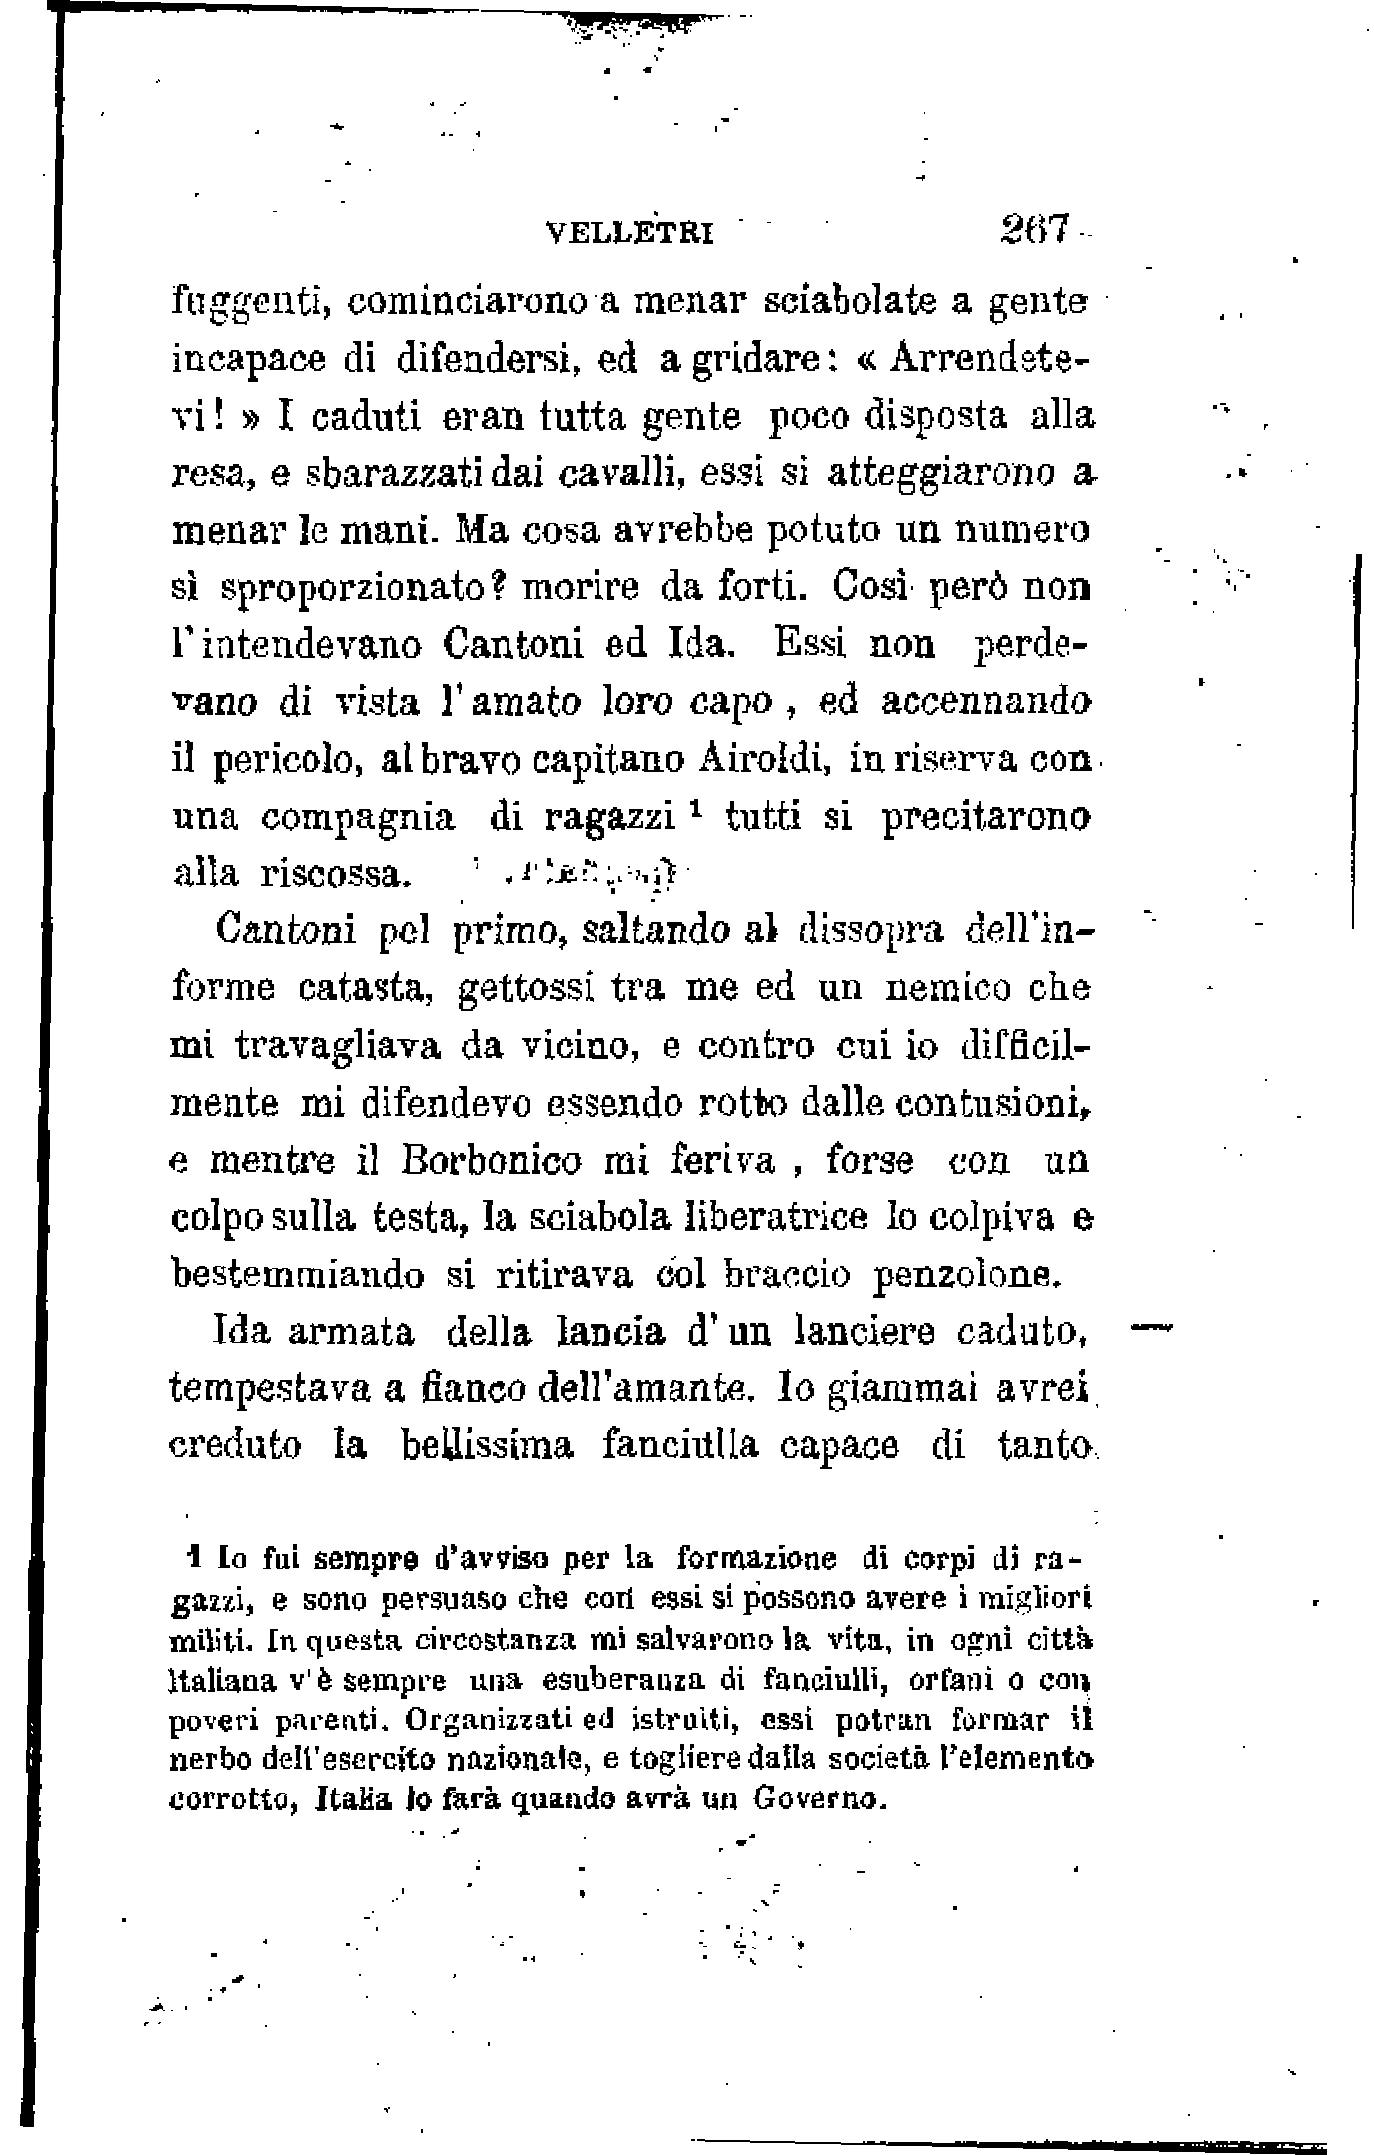 VELLETRI 267
fuggenti, cominciarono a menar sciabolate a gente
incapace di difendersi, ed a gridare: « Arrendete-
vi! » I caduti eran tutta gente poco disposta alla
resa, e sbarazzati dai cavalli, essi si atteggiarono a
menar le mani. Ma cosa avrebbe potuto un numero
sì sproporzionato? morire da forti. Così però non
l'intendevano Cantoni ed Ida. Essi non perde-
vano di vista l'amato loro capo, ed accennando
il pericolo, al bravo capitano Airoldi, in riserva con
una compagnia di ragazzi ¹ tutti si precitarono
alla riscossa.
Cantoni pel primo, saltando al dissopra dell'in-
forme catasta, gettossi tra me ed un nemico che
mi travagliava da vicino, e contro cui io difficil-
mente mi difendevo essendo rotto dalle contusioni,
e mentre il Borbonico mi feriva, forse con un
colpo sulla testa, la sciabola liberatrice lo colpiva e
bestemmiando si ritirava col braccio penzolone.
Ida armata della lancia d'un lanciere caduto,
tempestava a fianco dell'amante. Io giammai avrei
creduto la bellissima fanciulla capace di tanto
1 Io fui sempre d'avviso per la formazione di corpi di ra-
gazzi, e sono persuaso che con essi si possono avere i migliori
militi. In questa circostanza mi salvarono la vita, in ogni città
Italiana v'è sempre una esuberanza di fanciulli, orfani o con
poveri parenti. Organizzati ed istruiti, essi potran formar il
nerbo dell'esercito nazionale, e togliere dalla società l'elemento
corrotto, Italia lo farà quando avrà un Governo.